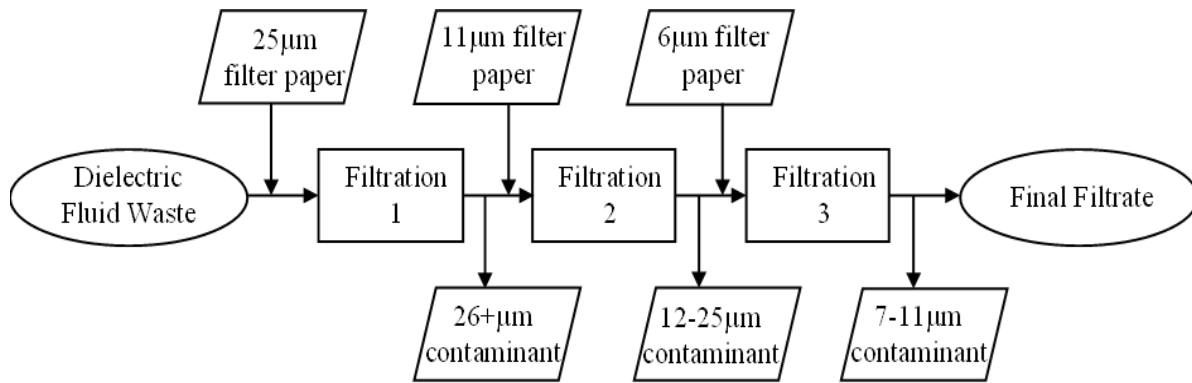 25μm
filter paper
11μm filter
paper
6μm filter
paper
Dielectric
Fluid Waste
Filtration
1
Filtration
2
Filtration
3
Final Filtrate
26+μm
contaminant
12-25μm
contaminant
7-11μm
contaminant